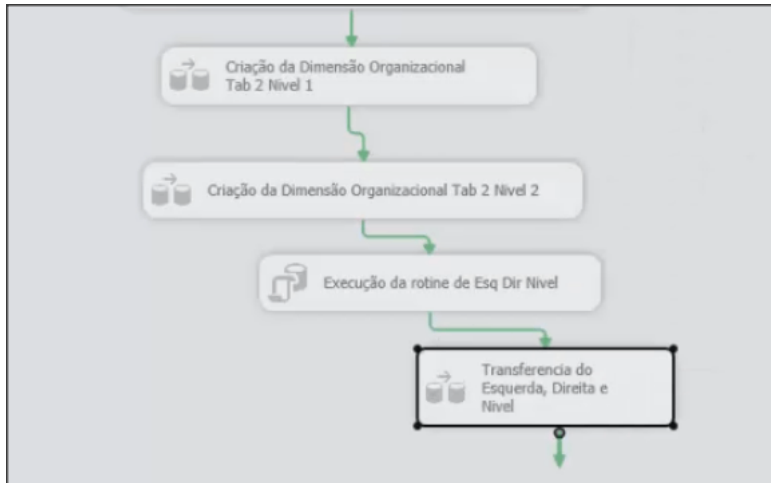 Criação da Dimensão Organizacional
Tab 2 Nivel 1
Criação da Dimensão Organizacional Tab 2 Nivel 2
Execução da rotine de Esq Dir Nivel
Transferencia do
Esquerda, Direita e
Nivel